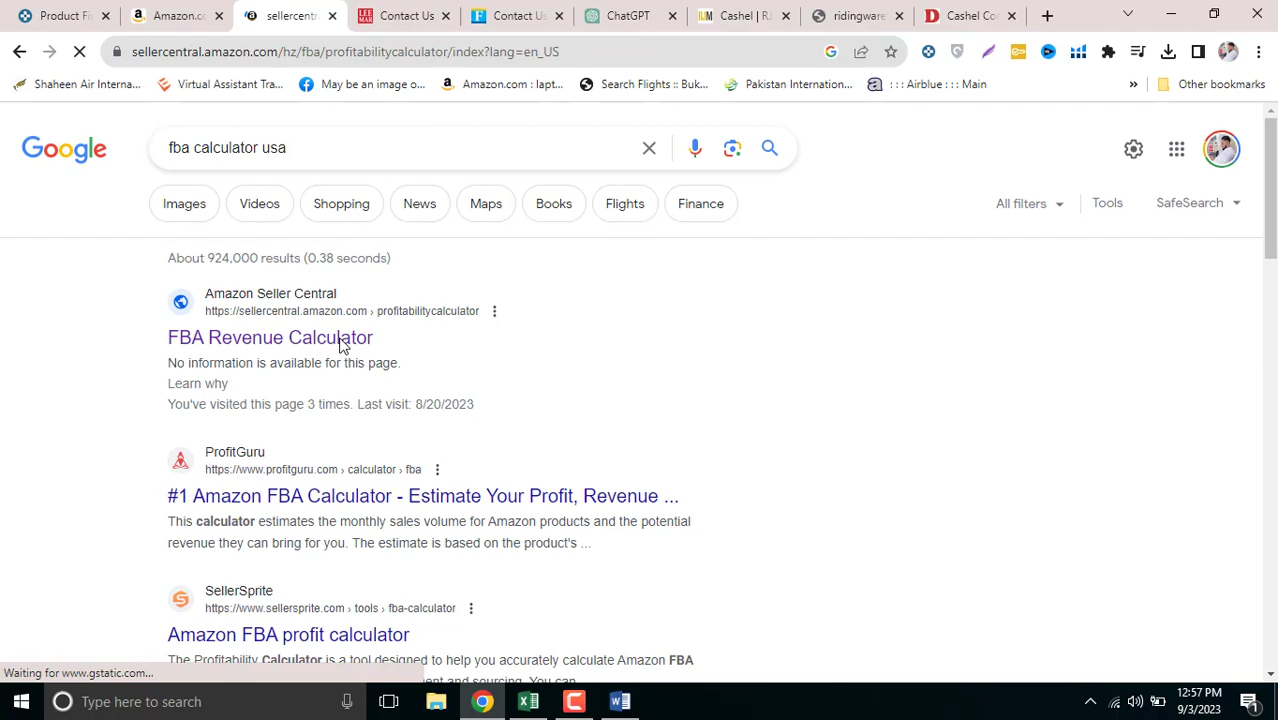 Product Fi
Amazon.cc
sellercentr
Contact Us
Contact Us
ChatGPT
Cashel | RJ
ridingware
Cashel Co
sellercentral.amazon.com/hz/fba/profitabilitycalculator/index?lang=en_US
Shaheen Air Interna...
Virtual Assistant Tra...
May be an image o...
Amazon.com : lapt...
Search Flights :: Buk...
Pakistan Internation...
: : : Airblue : : : Main
Other bookmarks
Google
fba calculator usa
Images
Videos
Shopping
News
Maps
Books
Flights
Finance
All filters
Tools
SafeSearch
About 924,000 results (0.38 seconds)
Amazon Seller Central
https://sellercentral.amazon.com › profitabilitycalculator
FBA Revenue Calculator
No information is available for this page.
Learn why
You've visited this page 3 times. Last visit: 8/20/2023
ProfitGuru
https://www.profitguru.com › calculator › fba
#1 Amazon FBA Calculator - Estimate Your Profit, Revenue ...
This calculator estimates the monthly sales volume for Amazon products and the potential
revenue they can bring for you. The estimate is based on the product's ...
SellerSprite
https://www.sellersprite.com › tools › fba-calculator
Amazon FBA profit calculator
The Profitability Calculator is a tool designed to help you accurately calculate Amazon FBA
Waiting for www.gstatic.com...
Type here to search
12:57 PM
9/3/2023